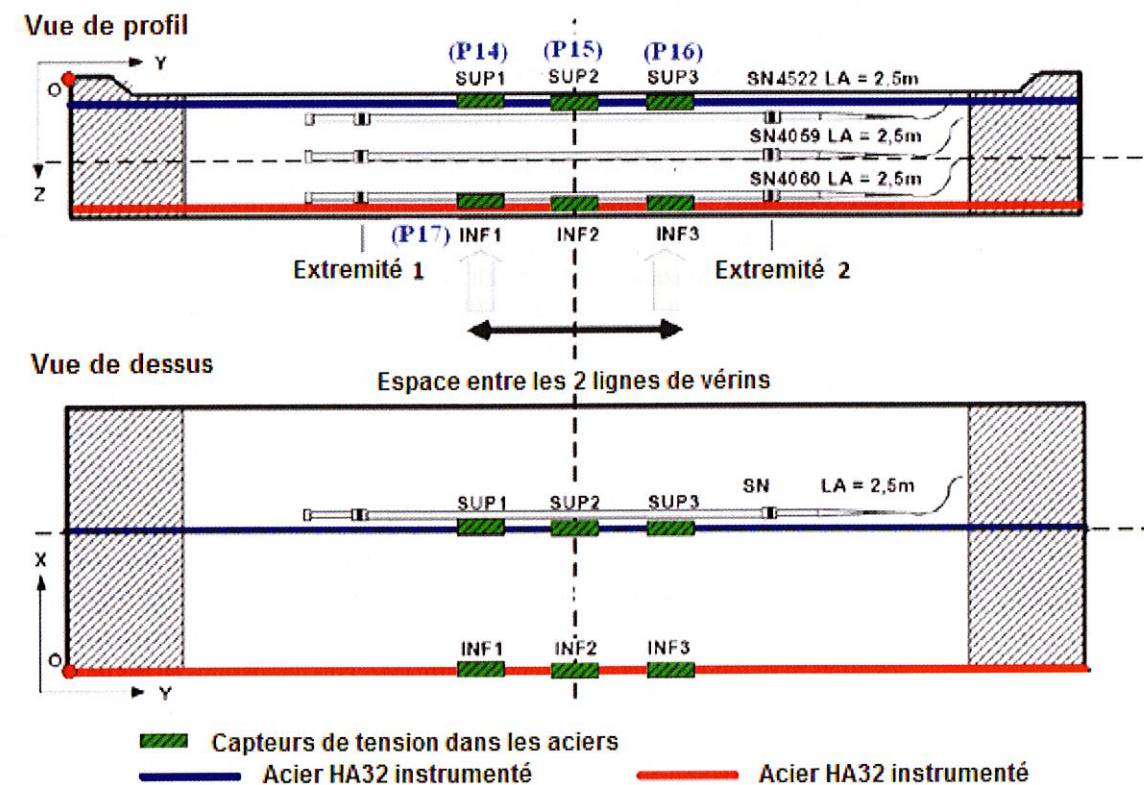 Vue de profil
(P14) (P15) (P16)
Y SUP1 SUP2 SUP3 SN4522 LA = 2,5m
O
SN4059 LA = 2,5m
SN4060 LA = 2,5m
Z
(P17) INF1 INF2 INF3
Extremité 1 Extremité 2
Vue de dessus
Espace entre les 2 lignes de vérins
SUP1 SUP2 SUP3 SN LA = 2,5m
X
INF1 INF2 INF3
O
Y
Capteurs de tension dans les aciers
Acier HA32 instrumenté Acier HA32 instrumenté